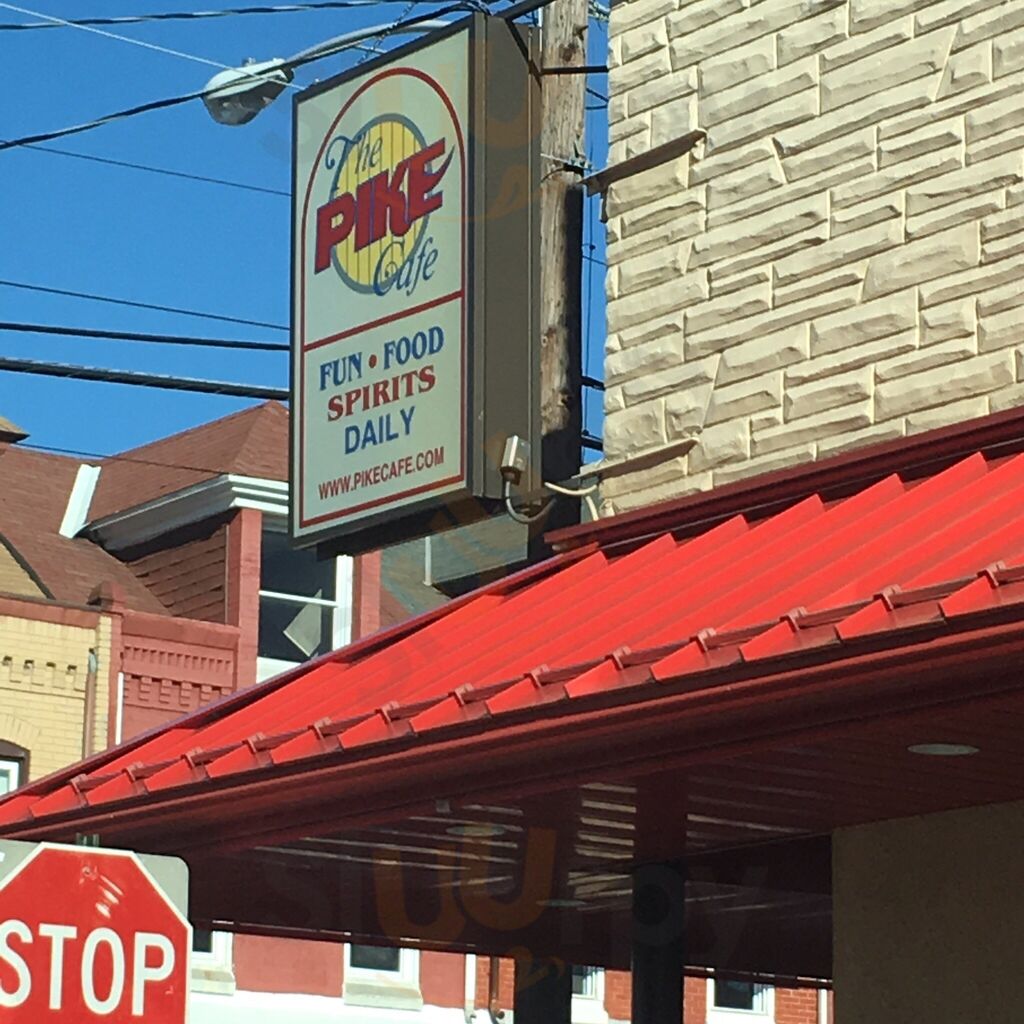 The
PIKE
Cafe
FUN • FOOD
SPIRITS
DAILY
WWW.PIKECAFE.COM
STOP